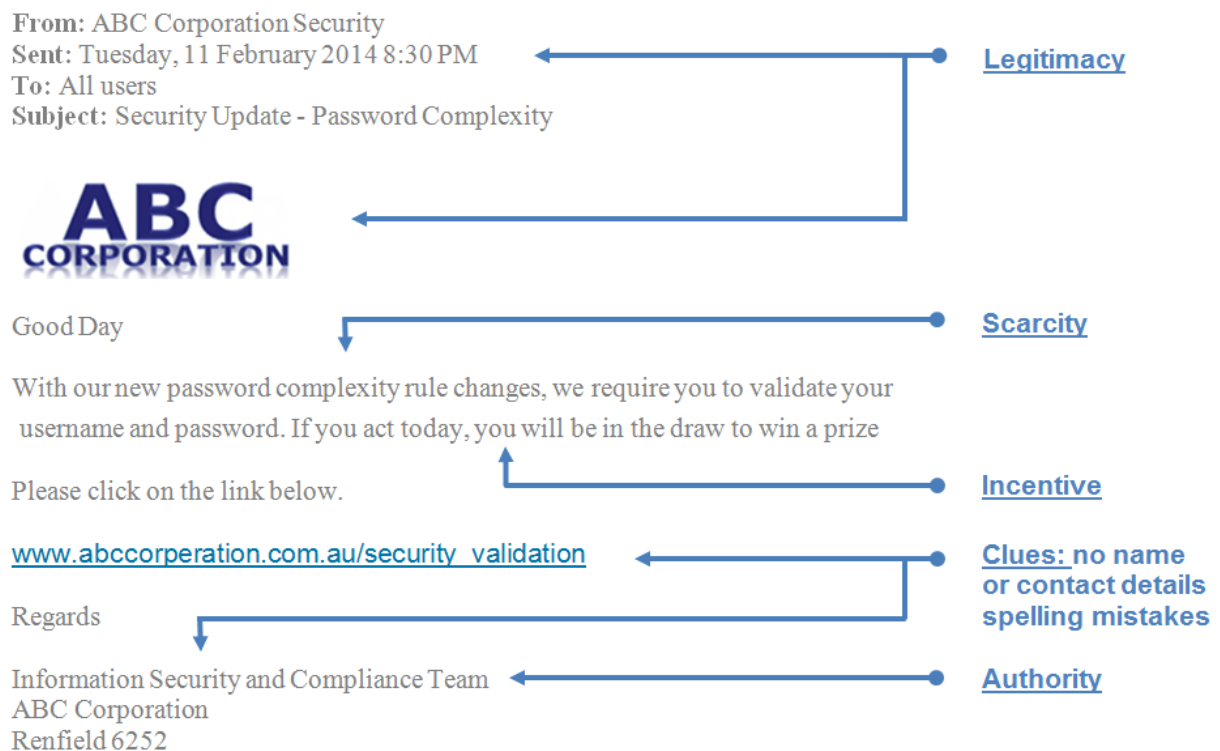 From: ABC Corporation Security
Sent: Tuesday, 11 February 2014 8:30 PM
To: All users
Subject: Security Update - Password Complexity
Legitimacy
ABC
CORPORATION
Good Day
Scarcity
With our new password complexity rule changes, we require you to validate your
username and password. If you act today, you will be in the draw to win a prize
Please click on the link below.
Incentive
www.abccorperation.com.au/security_validation
Clues: no name
or contact details
spelling mistakes
Regards
Information Security and Compliance Team
Authority
ABC Corporation
Renfield 6252